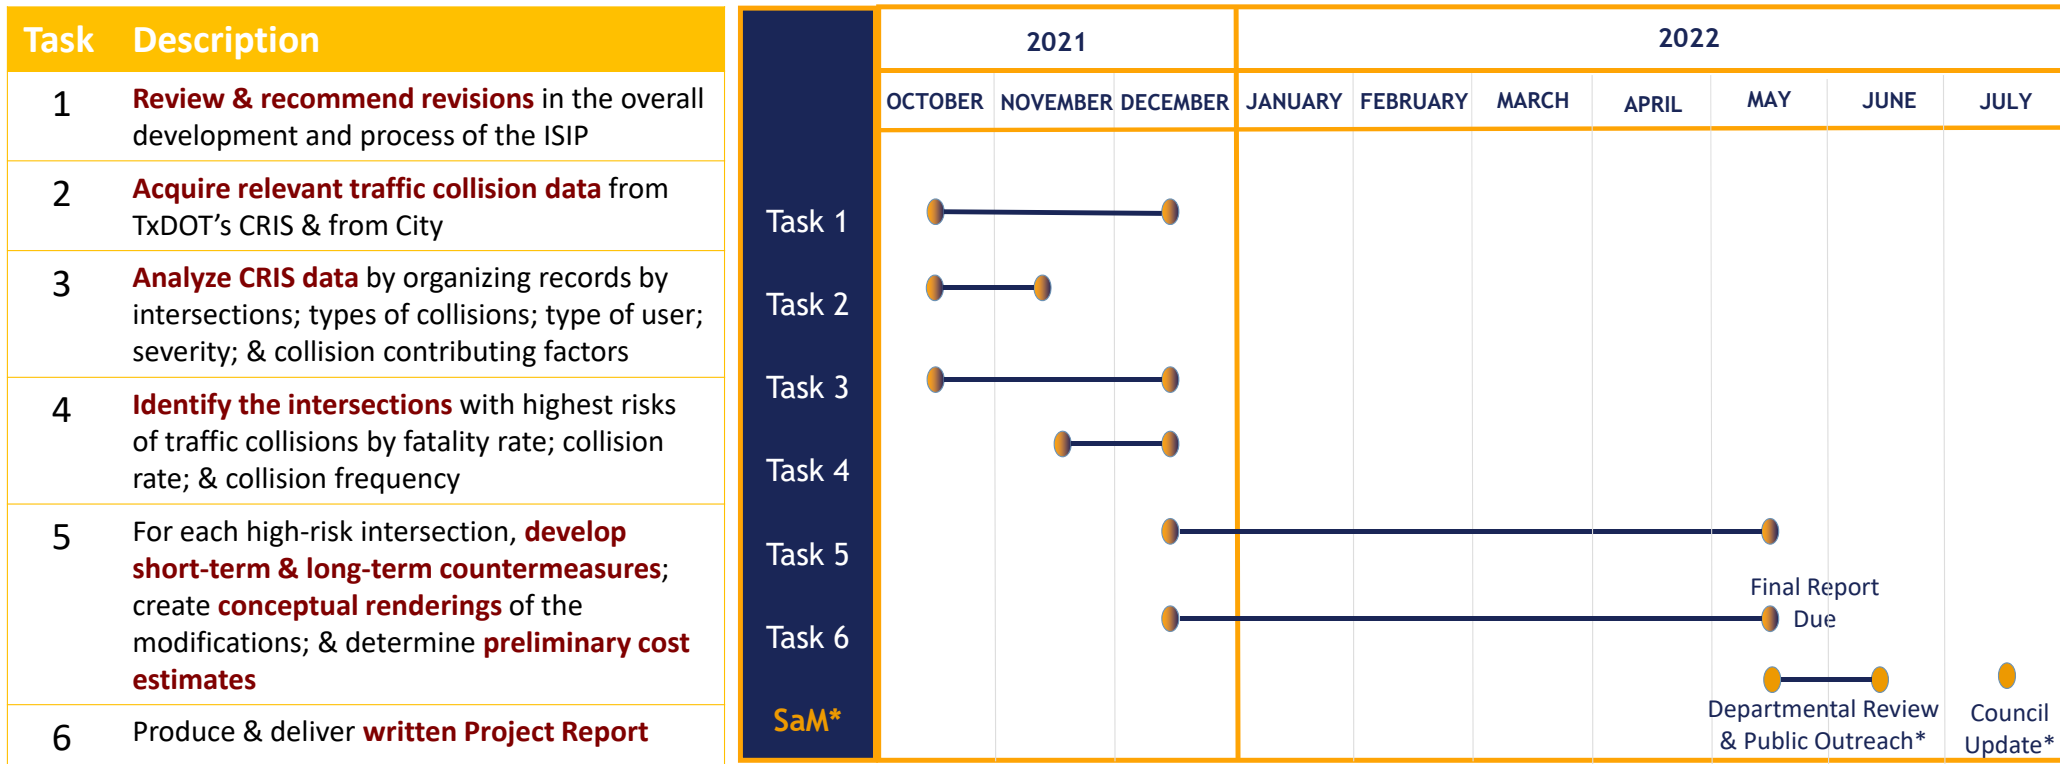 Task Description
1 Review & recommend revisions in the overall
development and process of the ISIP
2 Acquire relevant traffic collision data from
TxDOT’s CRIS & from City
3 Analyze CRIS data by organizing records by
intersections; types of collisions; type of user;
severity; & collision contributing factors
4 Identify the intersections with highest risks
of traffic collisions by fatality rate; collision
rate; & collision frequency
5 For each high-risk intersection, develop
short-term & long-term countermeasures;
create conceptual renderings of the
modifications; & determine preliminary cost
estimates
6 Produce & deliver written Project Report
2021 2022
OCTOBER NOVEMBER DECEMBER JANUARY FEBRUARY MARCH APRIL MAY JUNE JULY
Task 1
Task 2
Task 3
Task 4
Task 5
Final Report
Due
Task 6
SaM*
Departmental Review
& Public Outreach*
Council
Update*